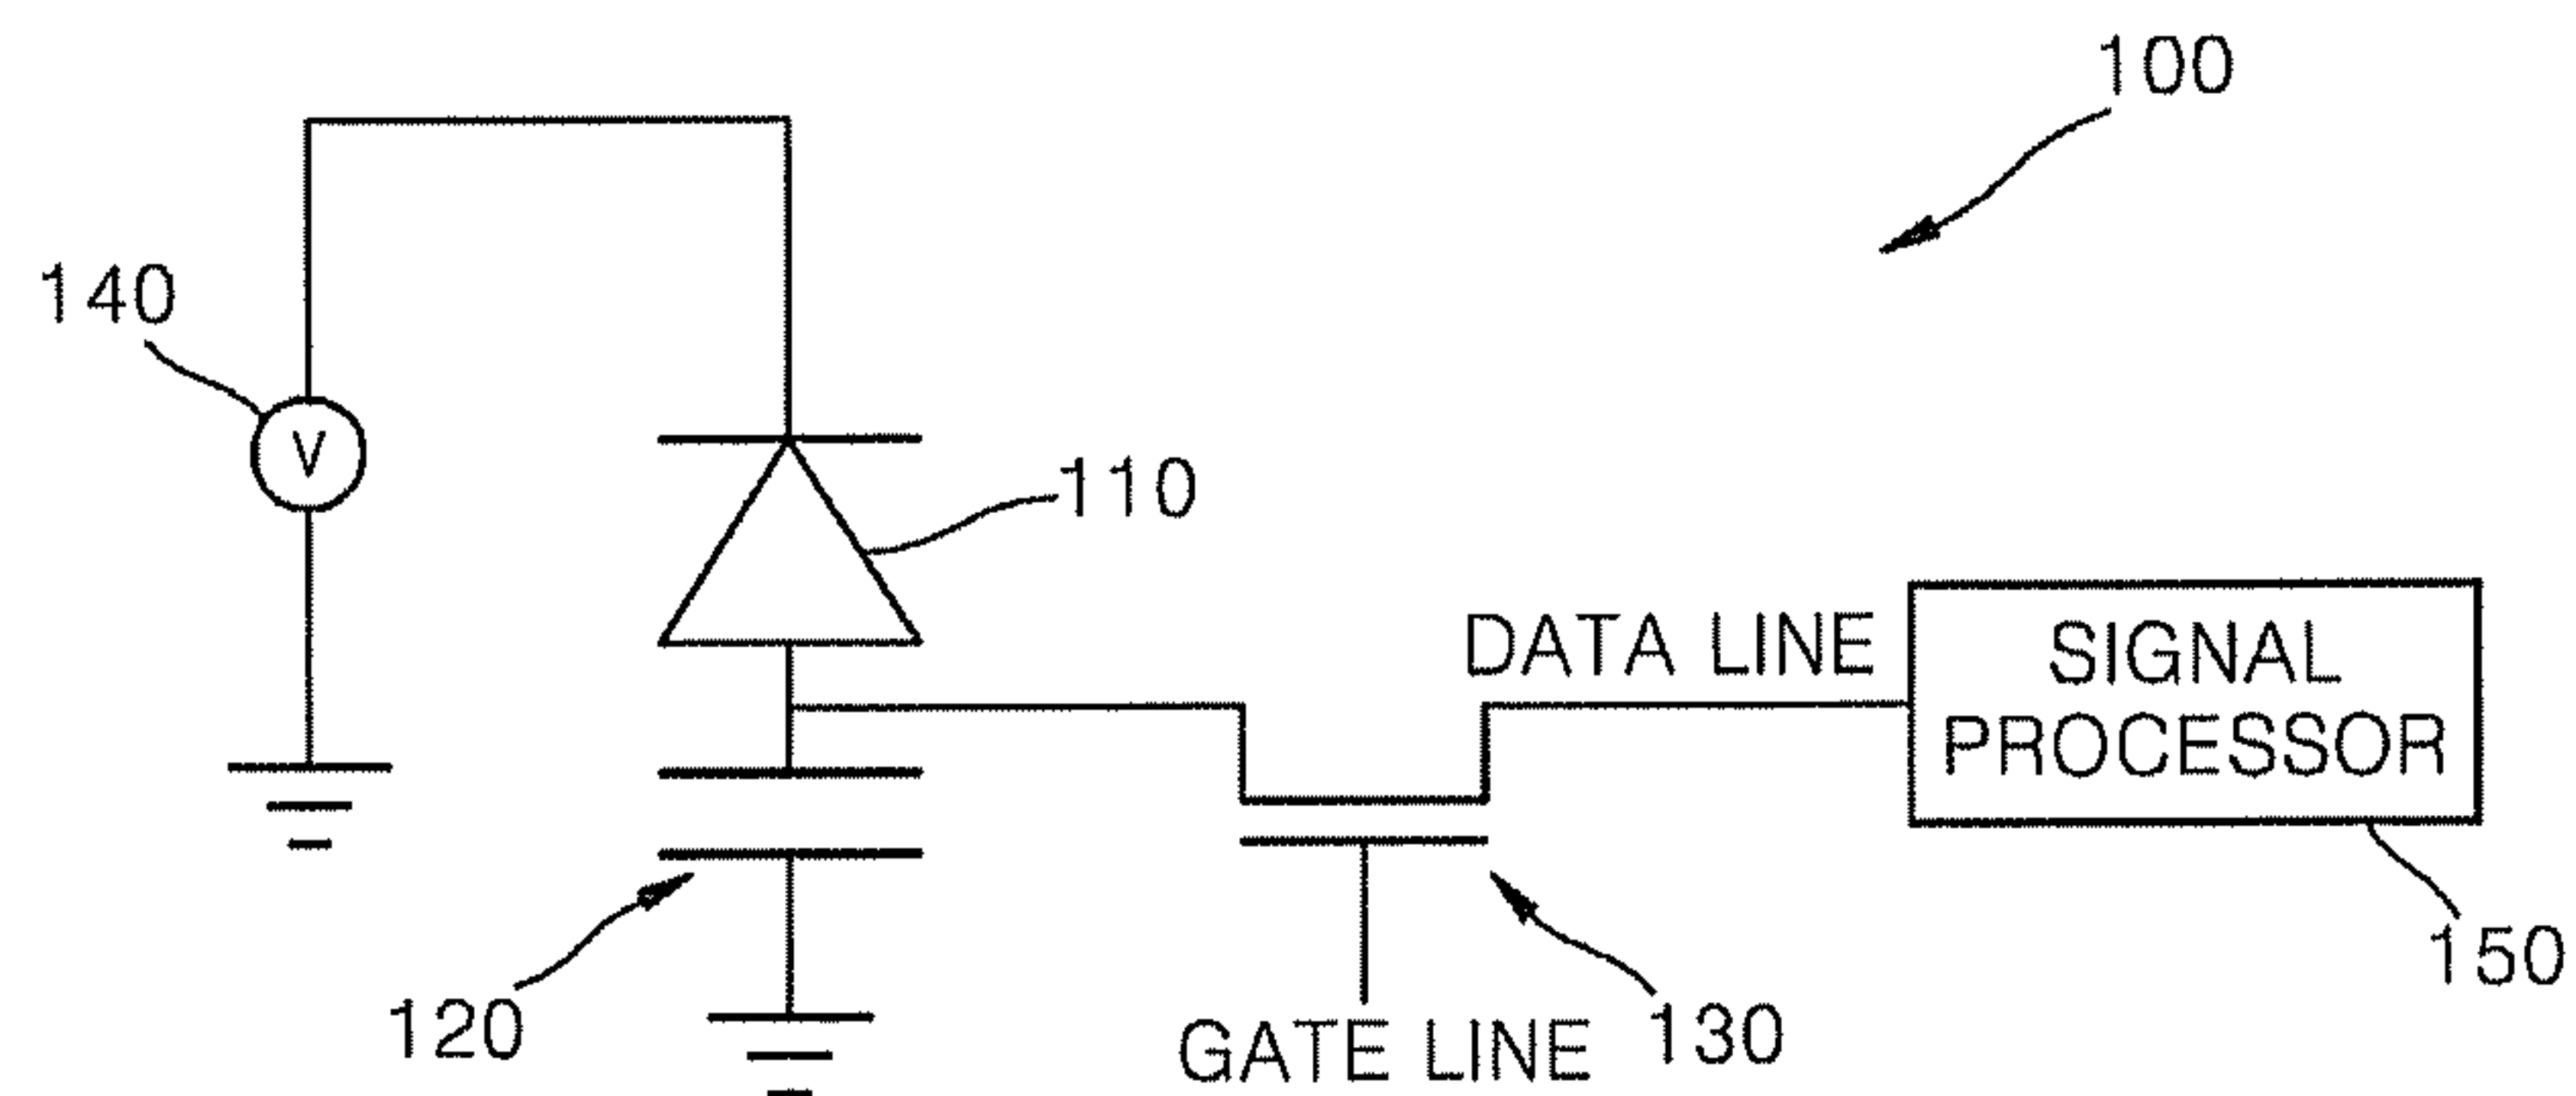 100
140
V
110
DATA LINE
SIGNAL
PROCESSOR
120
GATE LINE
130
150